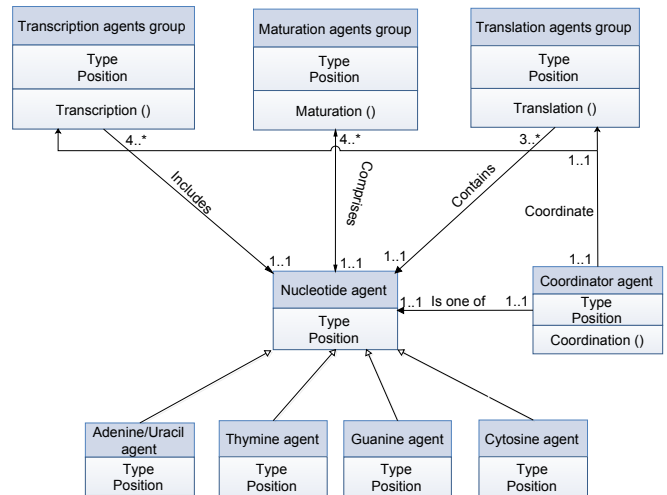 Transcription agents group
Type
Position
Transcription ()
Maturation agents group
Type
Position
Maturation ()
Translation agents group
Type
Position
Translation ()
4..*
4..*
3..*
1..1
Includes
Comprises
Contains
Coordinate
1..1
1..1
1..1
1..1
Nucleotide agent
Type
Position
1..1
Is one of
1..1
Coordinator agent
Type
Position
Coordination ()
Adenine/Uracil
agent
Type
Position
Thymine agent
Type
Position
Guanine agent
Type
Position
Cytosine agent
Type
Position